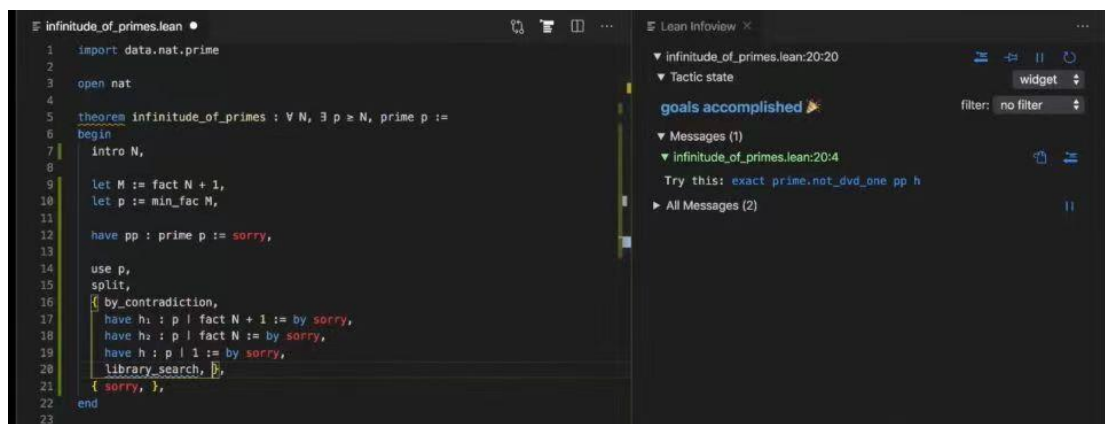 infinitude_of_primes.lean ●
1 import data.nat.prime
2
3 open nat
4
5 theorem infinitude_of_primes : ∀ N, ∃ p ≥ N, prime p :=
6 begin
7 intro N,
8
9 let M := fact N + 1,
10 let p := min_fac M,
11
12 have pp : prime p := sorry,
13
14 use p,
15 split,
16 { by_contradiction,
17 have h₁ : p ∣ fact N + 1 := by sorry,
18 have h₂ : p ∣ fact N := by sorry,
19 have h : p ∣ 1 := by sorry,
20 library_search, },
21 { sorry, },
22 end
23
Lean Infoview ×
▼ infinitude_of_primes.lean:20:20
▼ Tactic state
widget
goals accomplished 🎉
filter: no filter
▼ Messages (1)
▼ infinitude_of_primes.lean:20:4
Try this: exact prime.not_dvd_one pp h
▶ All Messages (2)